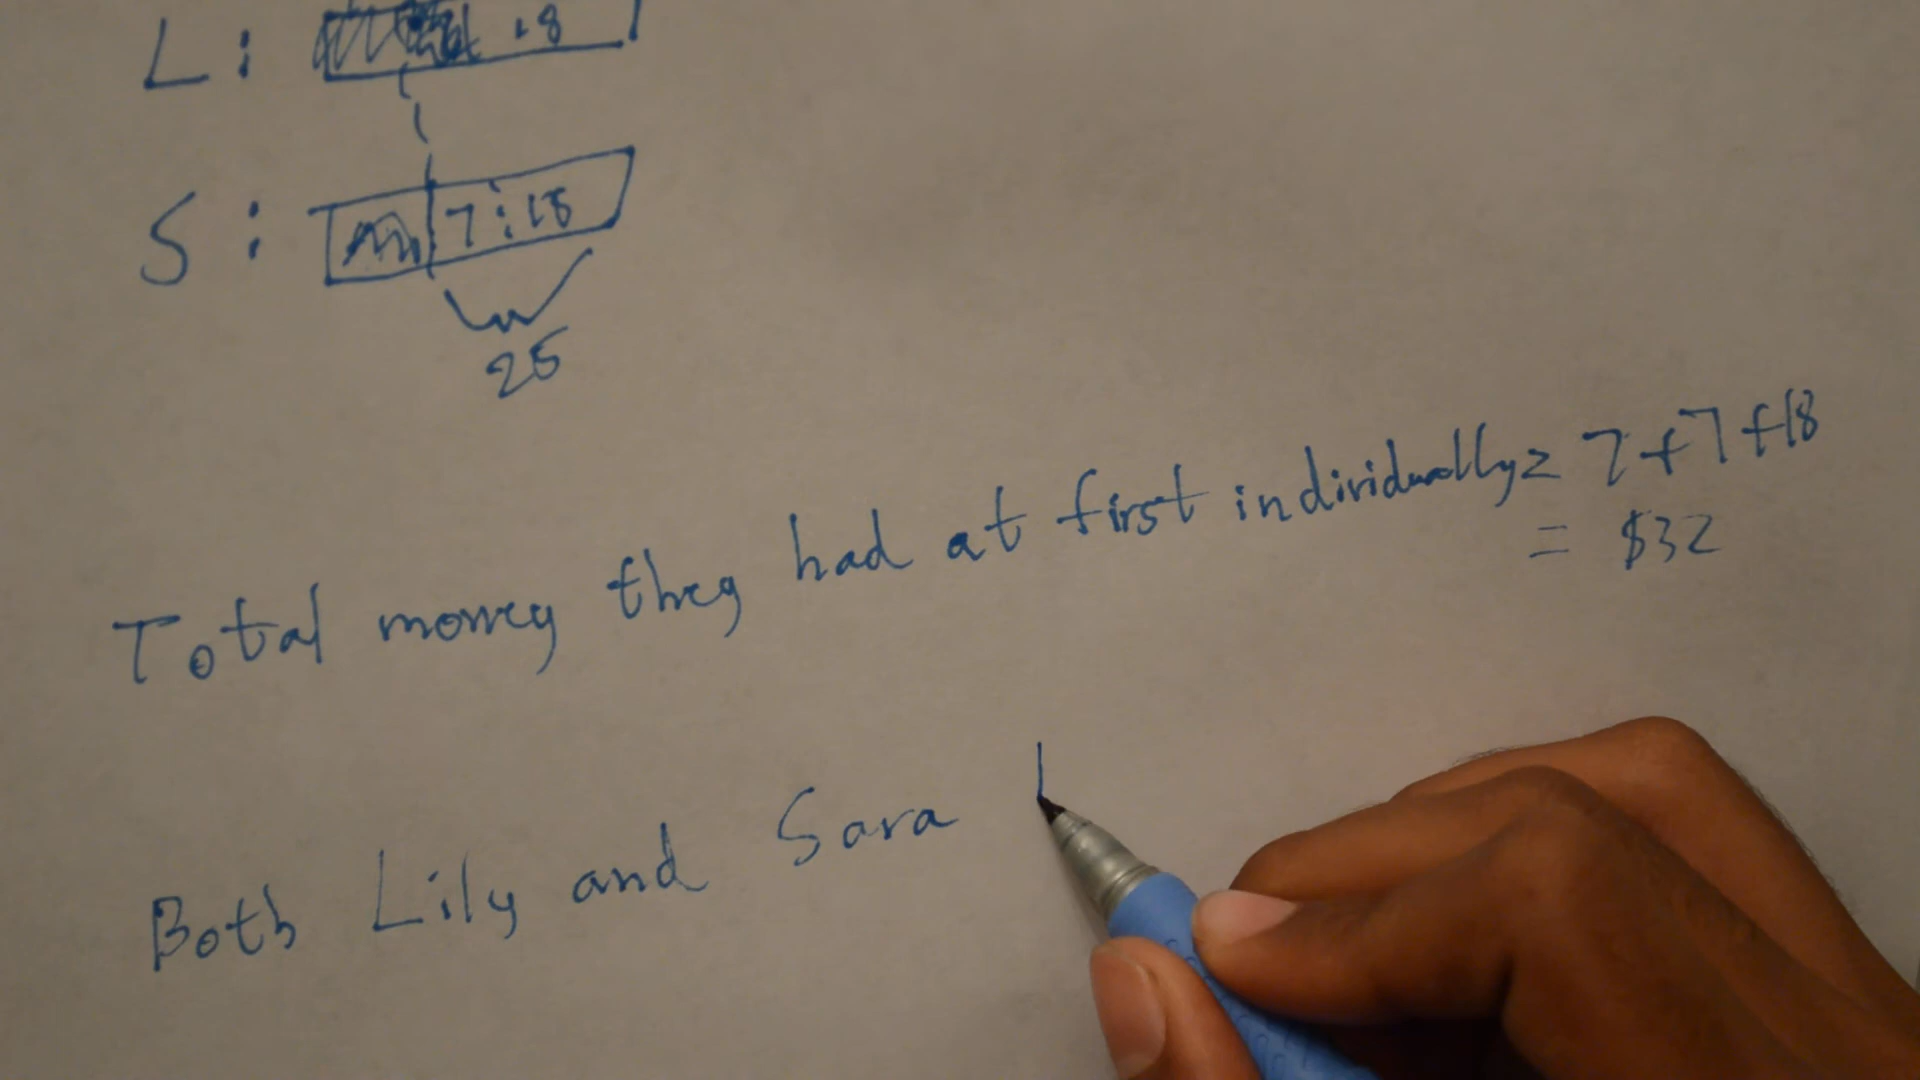 L: 18
S: 7:18
25
Total money they had at first individually = 7+7+18
= $32
Both Lily and Sara